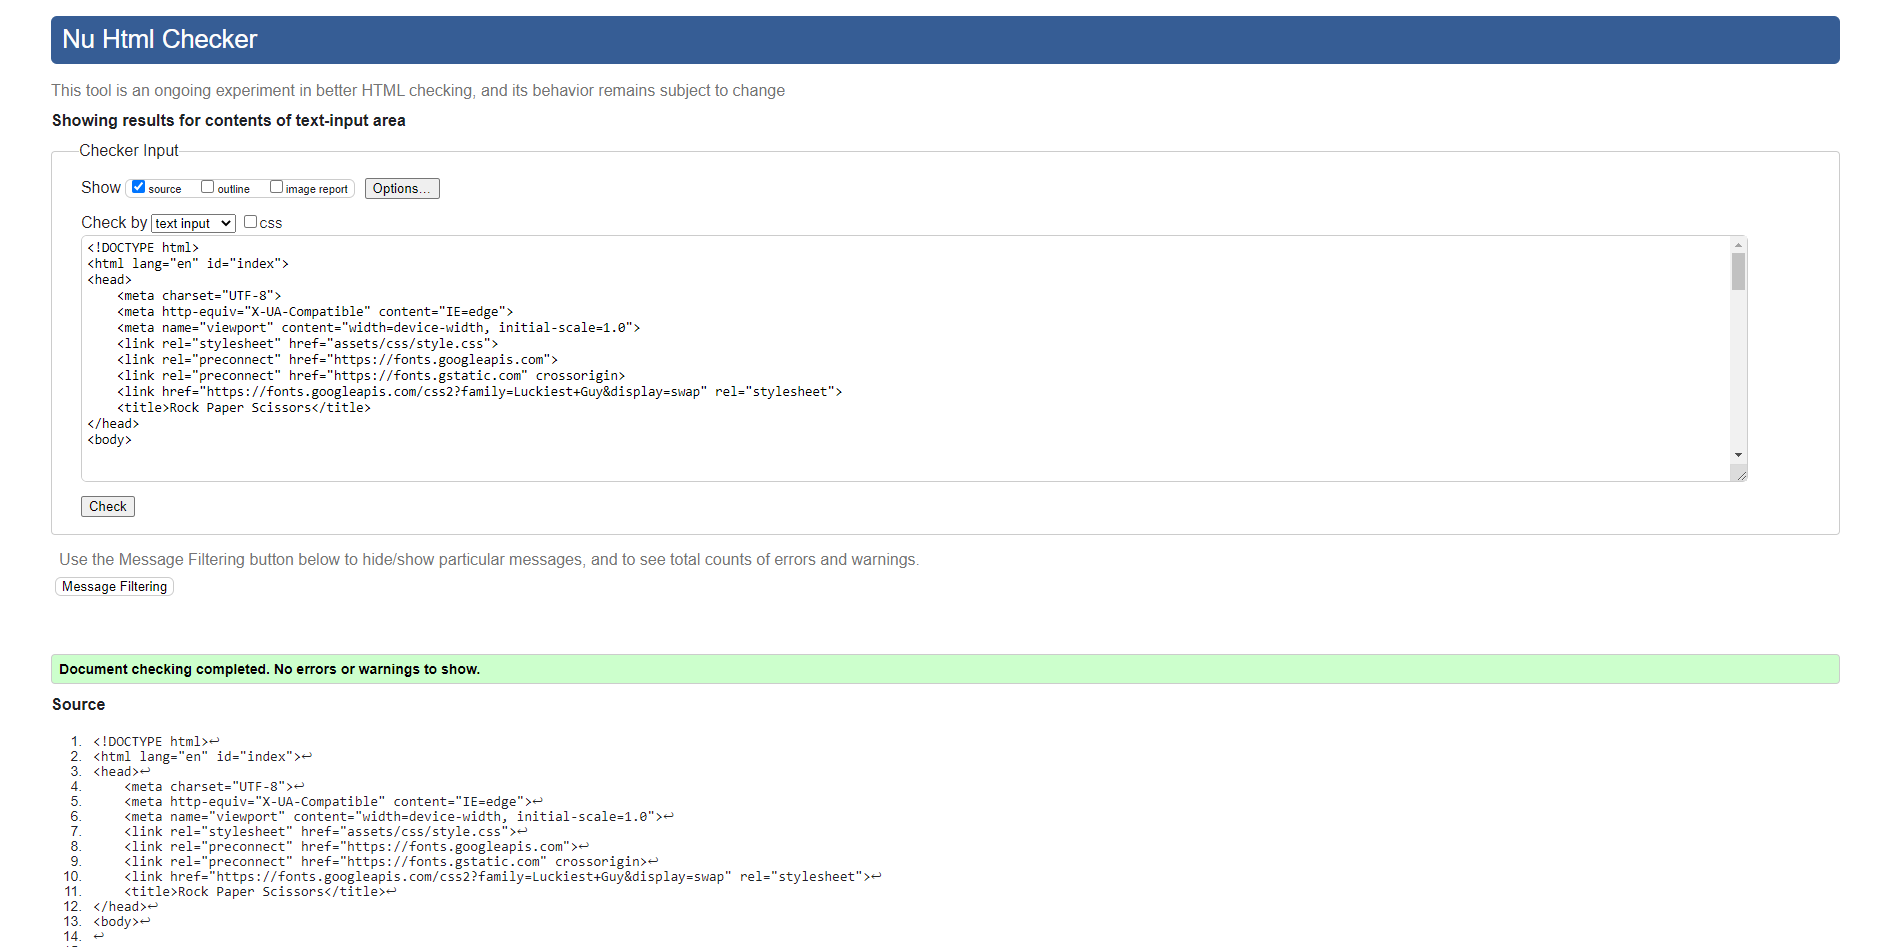 Nu Html Checker
This tool is an ongoing experiment in better HTML checking, and its behavior remains subject to change
Showing results for contents of text-input area
Checker Input
Show source outline image report Options...
Check by text input css
<!DOCTYPE html>
<html lang="en" id="index">
<head>
    <meta charset="UTF-8">
    <meta http-equiv="X-UA-Compatible" content="IE=edge">
    <meta name="viewport" content="width=device-width, initial-scale=1.0">
    <link rel="stylesheet" href="assets/css/style.css">
    <link rel="preconnect" href="https://fonts.googleapis.com">
    <link rel="preconnect" href="https://fonts.gstatic.com" crossorigin>
    <link href="https://fonts.googleapis.com/css2?family=Luckiest+Guy&display=swap" rel="stylesheet">
    <title>Rock Paper Scissors</title>
</head>
<body>
Check
Use the Message Filtering button below to hide/show particular messages, and to see total counts of errors and warnings.
Message Filtering
Document checking completed. No errors or warnings to show.
Source
1. <!DOCTYPE html>↩
2. <html lang="en" id="index">↩
3. <head>↩
4.     <meta charset="UTF-8">↩
5.     <meta http-equiv="X-UA-Compatible" content="IE=edge">↩
6.     <meta name="viewport" content="width=device-width, initial-scale=1.0">↩
7.     <link rel="stylesheet" href="assets/css/style.css">↩
8.     <link rel="preconnect" href="https://fonts.googleapis.com">↩
9.     <link rel="preconnect" href="https://fonts.gstatic.com" crossorigin>↩
10.     <link href="https://fonts.googleapis.com/css2?family=Luckiest+Guy&display=swap" rel="stylesheet">↩
11.     <title>Rock Paper Scissors</title>↩
12. </head>↩
13. <body>↩
14. ↩